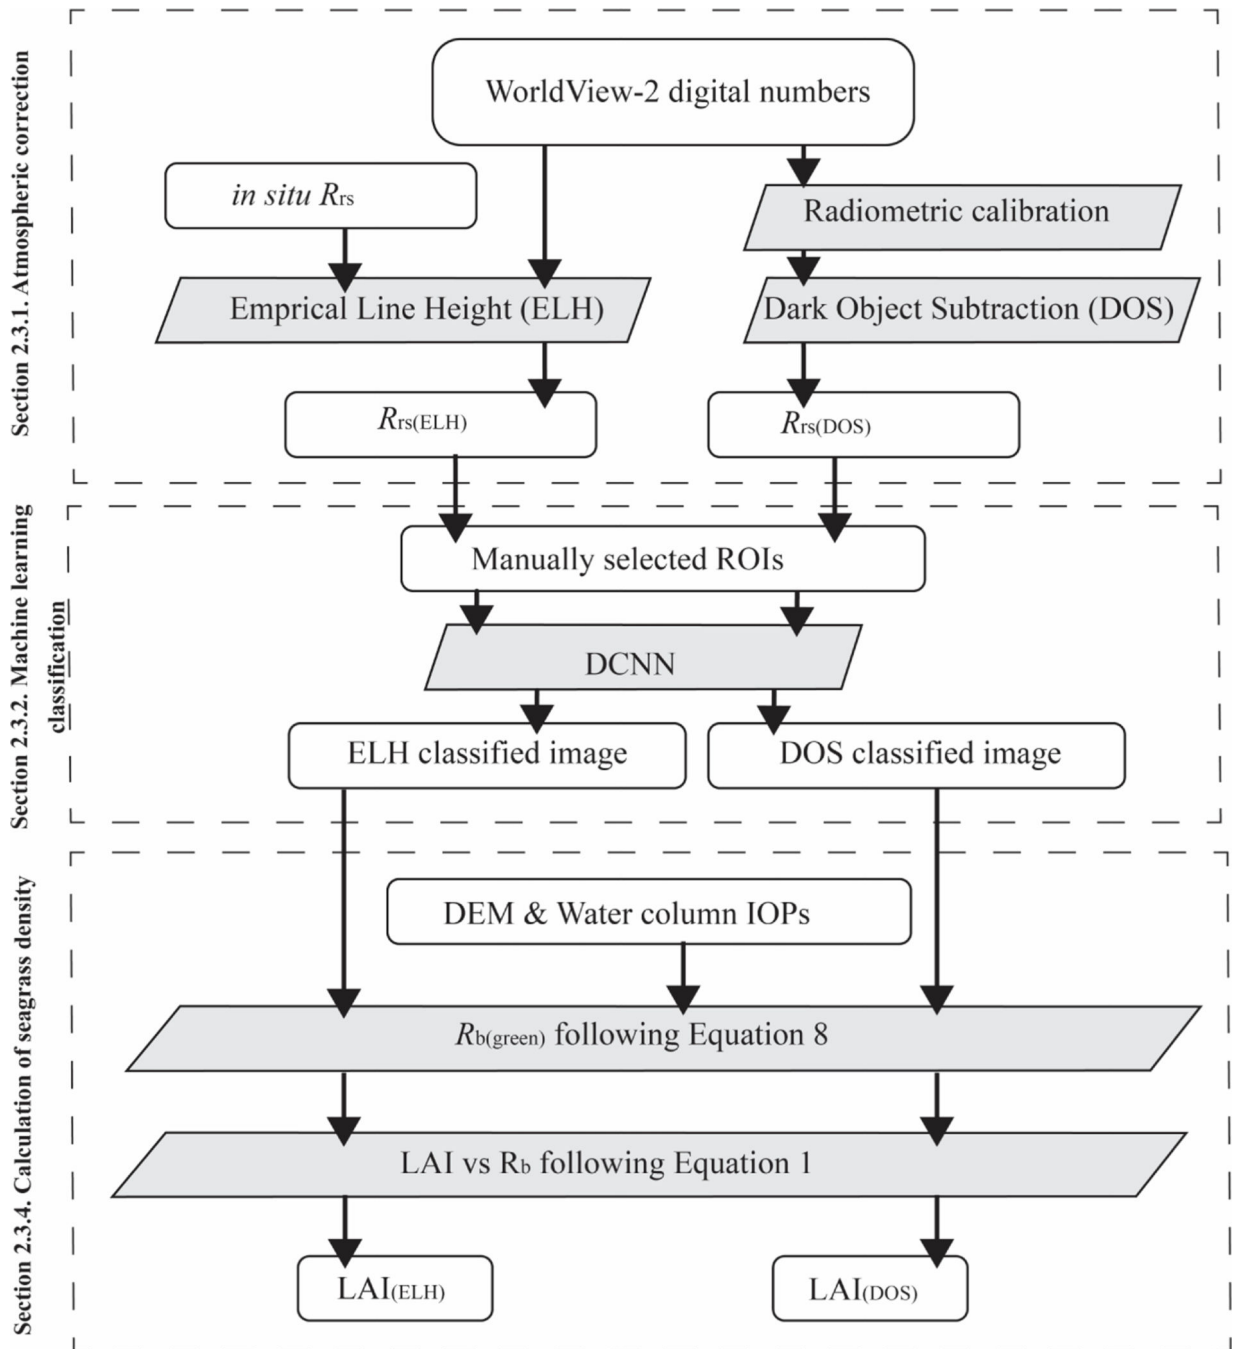 Section 2.3.1. Atmospheric correction
WorldView-2 digital numbers
in situ Rrs
Radiometric calibration
Emprical Line Height (ELH)
Dark Object Subtraction (DOS)
Rrs(ELH)
Rrs(DOS)
Section 2.3.2. Machine learning
classification
Manually selected ROIs
DCNN
ELH classified image
DOS classified image
Section 2.3.4. Calculation of seagrass density
DEM & Water column IOPs
Rb(green) following Equation 8
LAI vs Rb following Equation 1
LAI(ELH)
LAI(DOS)